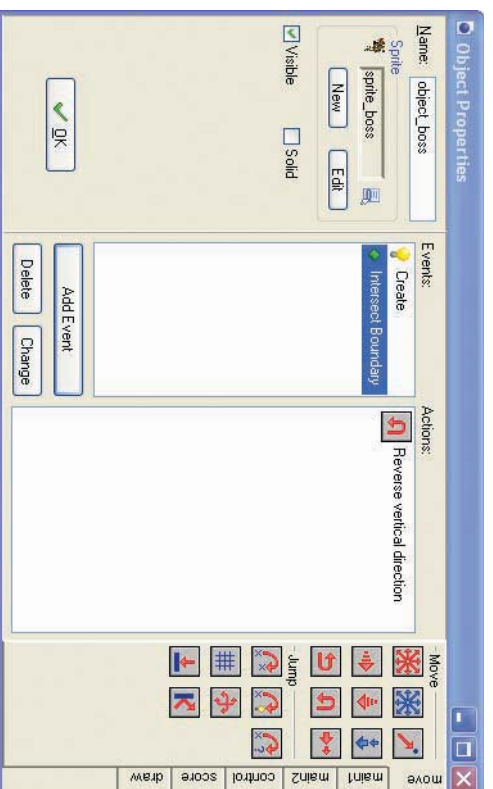 Object Properties
Name: object_boss
Sprite
sprite_boss
New Edit
Visible Solid
OK
Events:
Create
Intersect Boundary
Add Event
Delete Change
Actions:
Reverse vertical direction
Move
Jump
move
main1
main2
control
score
draw